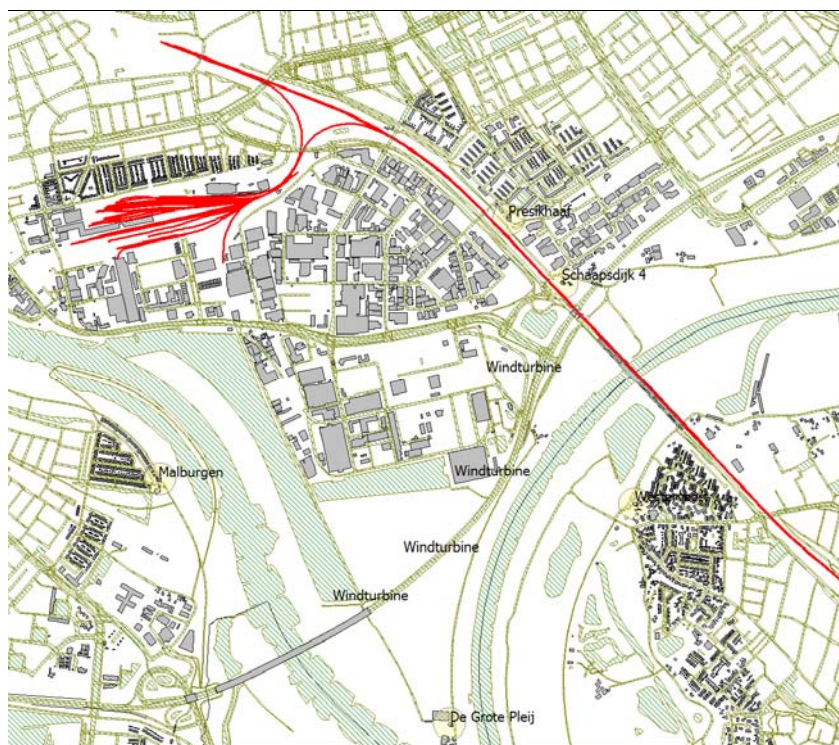 Presikhaaf
Schaapsdijk 4
Windturbine
Malburgen
Windturbine
Windturbine
Windturbine
De Grote Pleij